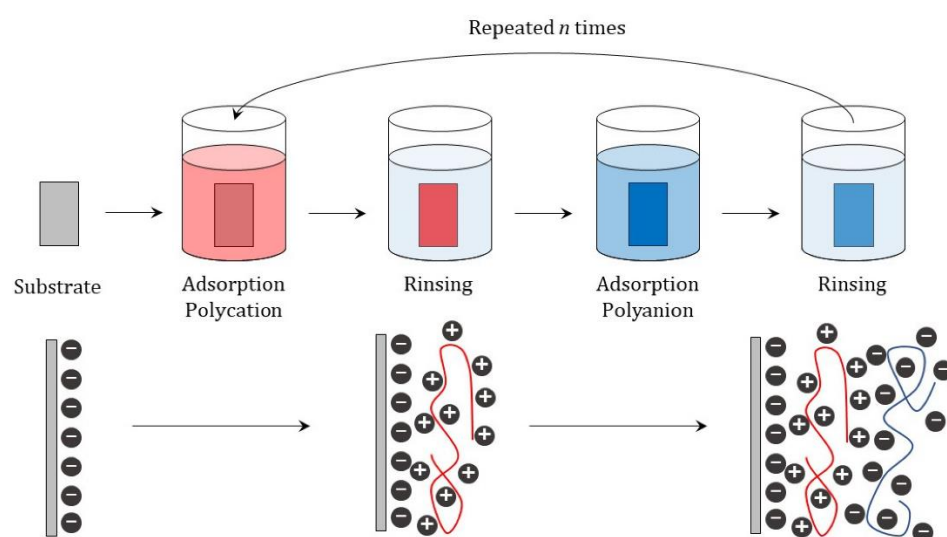 Repeated n times
Substrate
Adsorption
Polycation
Rinsing
Adsorption
Polyanion
Rinsing